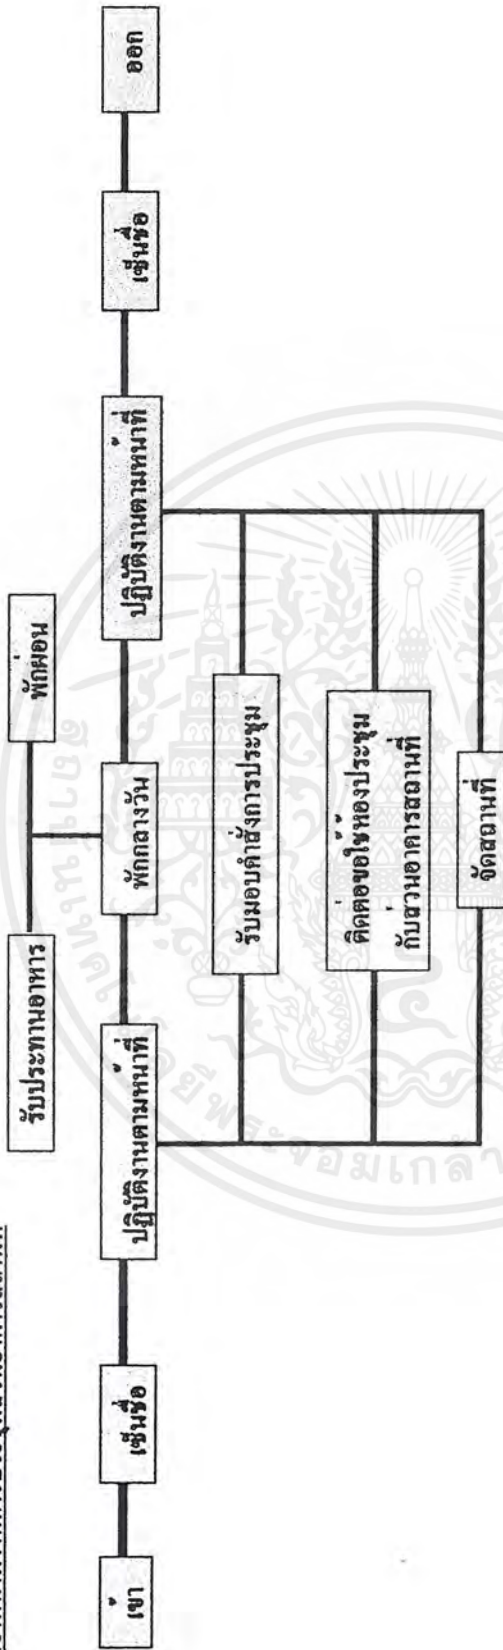 รับประทานอาหาร
พักผ่อน
เข้า
เซ็นชื่อ
ปฏิบัติงานตามหน้าที่
พักกลางวัน
ปฏิบัติงานตามหน้าที่
เซ็นชื่อ
ออก
รับมอบคำสั่งการประชุม
ติดต่อขอใช้ห้องประชุม
กับส่วนอาคารสถานที่
จัดสถานที่